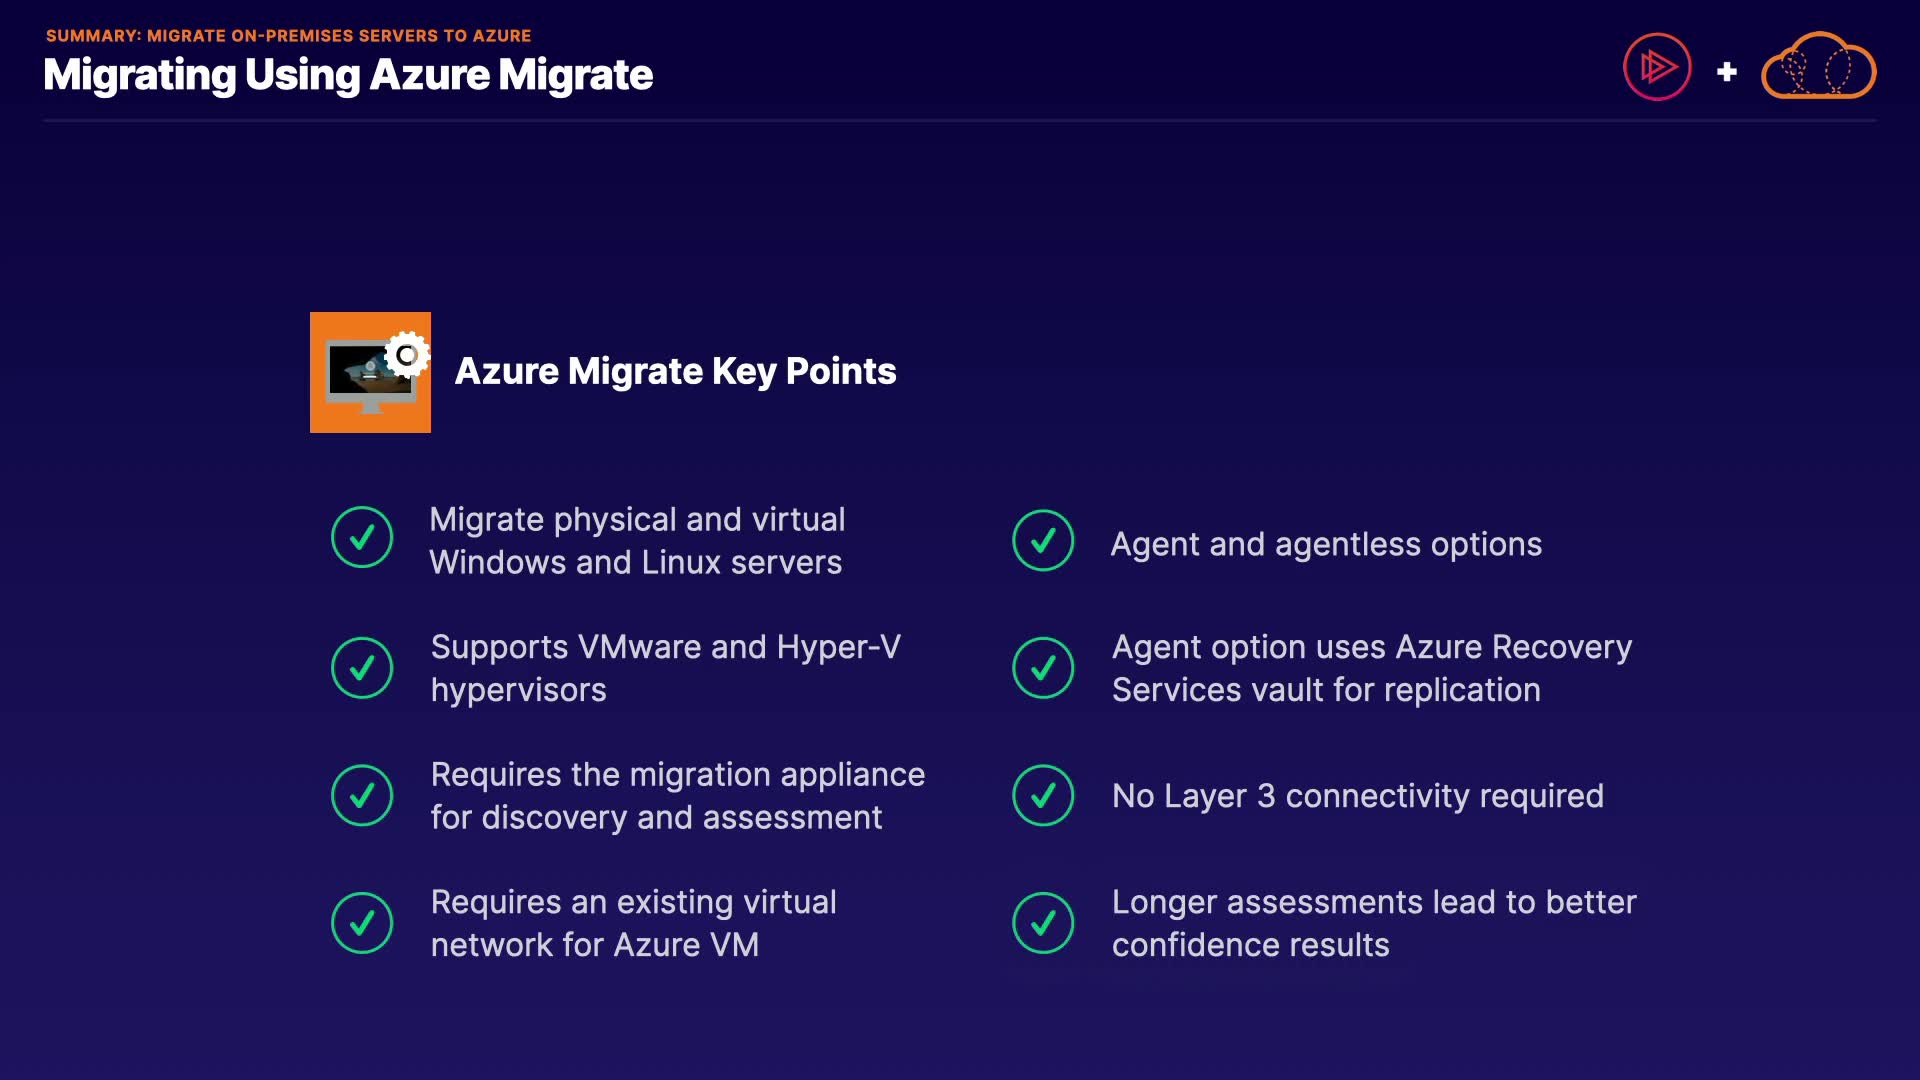 SUMMARY: MIGRATE ON-PREMISES SERVERS TO AZURE
Migrating Using Azure Migrate
+
Azure Migrate Key Points
Migrate physical and virtual
Windows and Linux servers
Supports VMware and Hyper-V
hypervisors
Requires the migration appliance
for discovery and assessment
Requires an existing virtual
network for Azure VM
Agent and agentless options
Agent option uses Azure Recovery
Services vault for replication
No Layer 3 connectivity required
Longer assessments lead to better
confidence results